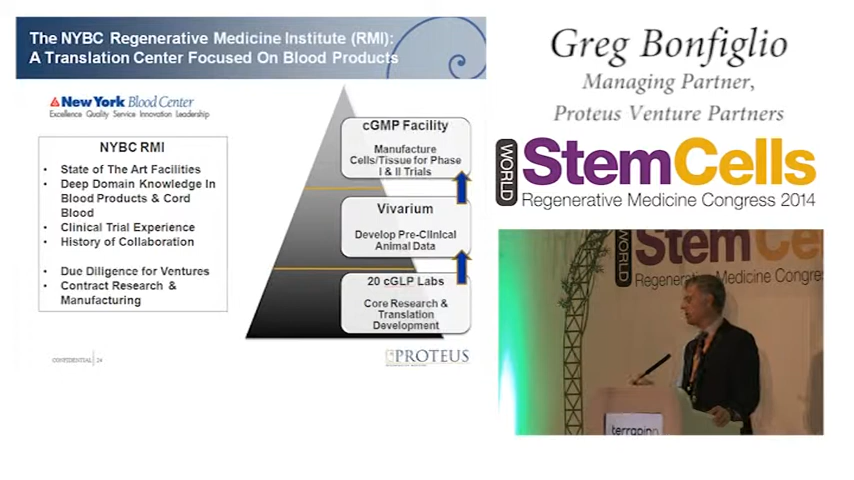 The NYBC Regenerative Medicine Institute (RMI):
A Translation Center Focused On Blood Products
New York Blood Center
Excellence Quality Service Innovation Leadership
NYBC RMI
• State of The Art Facilities
• Deep Domain Knowledge In
Blood Products & Cord
Blood
• Clinical Trial Experience
• History of Collaboration
• Due Diligence for Ventures
• Contract Research &
Manufacturing
cGMP Facility
Manufacture
Cells/Tissue for Phase
I & II Trials
Vivarium
Develop Pre-Clinical
Animal Data
20 cGLP Labs
Core Research &
Translation
Development
CONFIDENTIAL 24
PROTEUS
Greg Bonfiglio
Managing Partner,
Proteus Venture Partners
WORLD
StemCells
Regenerative Medicine Congress 2014
WORLD
StemCells
Regenerative Medicine Congress
terrapinn